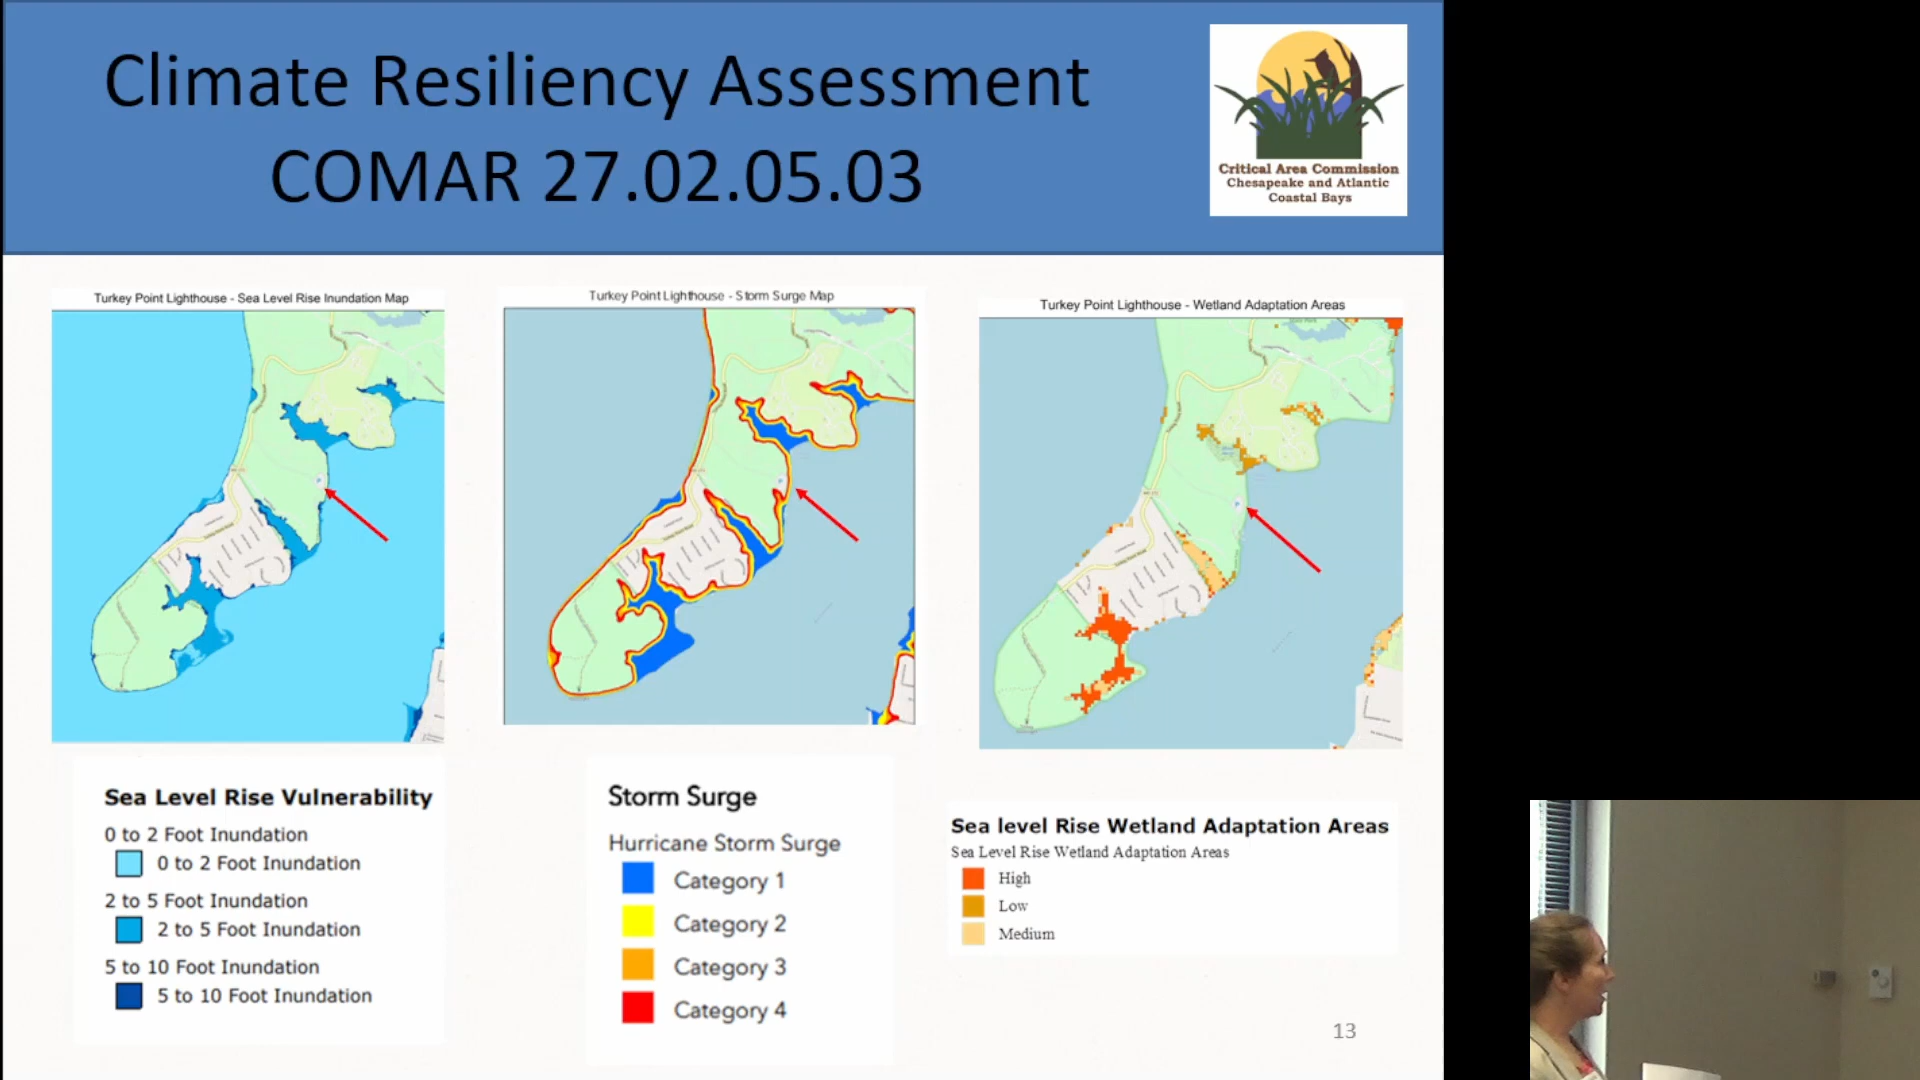 Climate Resiliency Assessment
COMAR 27.02.05.03
Critical Area Commission
Chesapeake and Atlantic
Coastal Bays
Turkey Point Lighthouse - Sea Level Rise Inundation Map
Turkey Point Lighthouse - Storm Surge Map
Turkey Point Lighthouse - Wetland Adaptation Areas
Sea Level Rise Vulnerability
0 to 2 Foot Inundation
0 to 2 Foot Inundation
2 to 5 Foot Inundation
2 to 5 Foot Inundation
5 to 10 Foot Inundation
5 to 10 Foot Inundation
Storm Surge
Hurricane Storm Surge
Category 1
Category 2
Category 3
Category 4
Sea level Rise Wetland Adaptation Areas
Sea Level Rise Wetland Adaptation Areas
High
Low
Medium
13